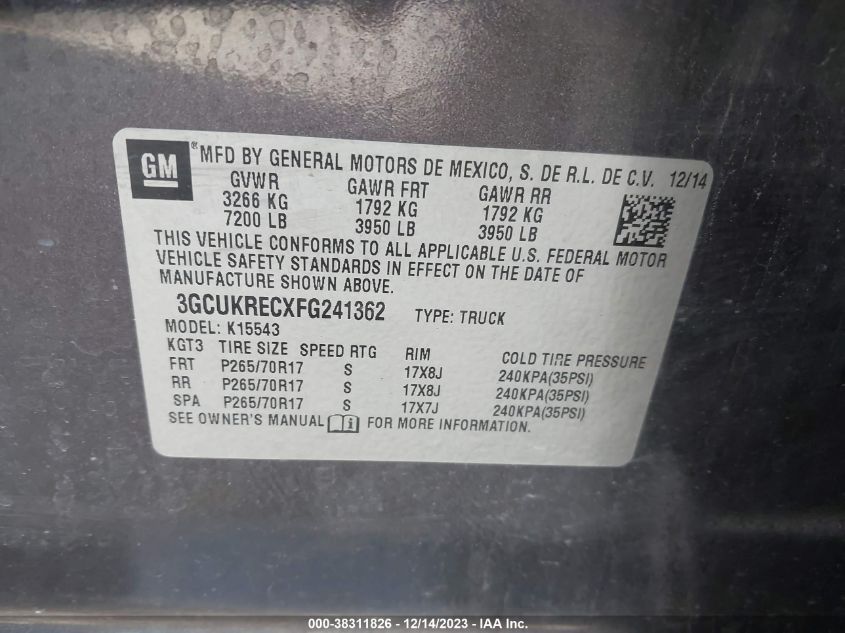 GM ® MFD BY GENERAL MOTORS DE MEXICO, S. DE R.L. DE C.V. 12/14
GVWR GAWR FRT GAWR RR
3266 KG 1792 KG 1792 KG
7200 LB 3950 LB 3950 LB
THIS VEHICLE CONFORMS TO ALL APPLICABLE U.S. FEDERAL MOTOR
VEHICLE SAFETY STANDARDS IN EFFECT ON THE DATE OF
MANUFACTURE SHOWN ABOVE.
3GCUKRECXFG241362 TYPE: TRUCK
MODEL: K15543
KGT3 TIRE SIZE SPEED RTG RIM COLD TIRE PRESSURE
FRT P265/70R17 S 17X8J 240KPA(35PSI)
RR P265/70R17 S 17X8J 240KPA(35PSI)
SPA P265/70R17 S 17X7J 240KPA(35PSI)
SEE OWNER'S MANUAL i FOR MORE INFORMATION.
000-38311826 - 12/14/2023 - IAA Inc.